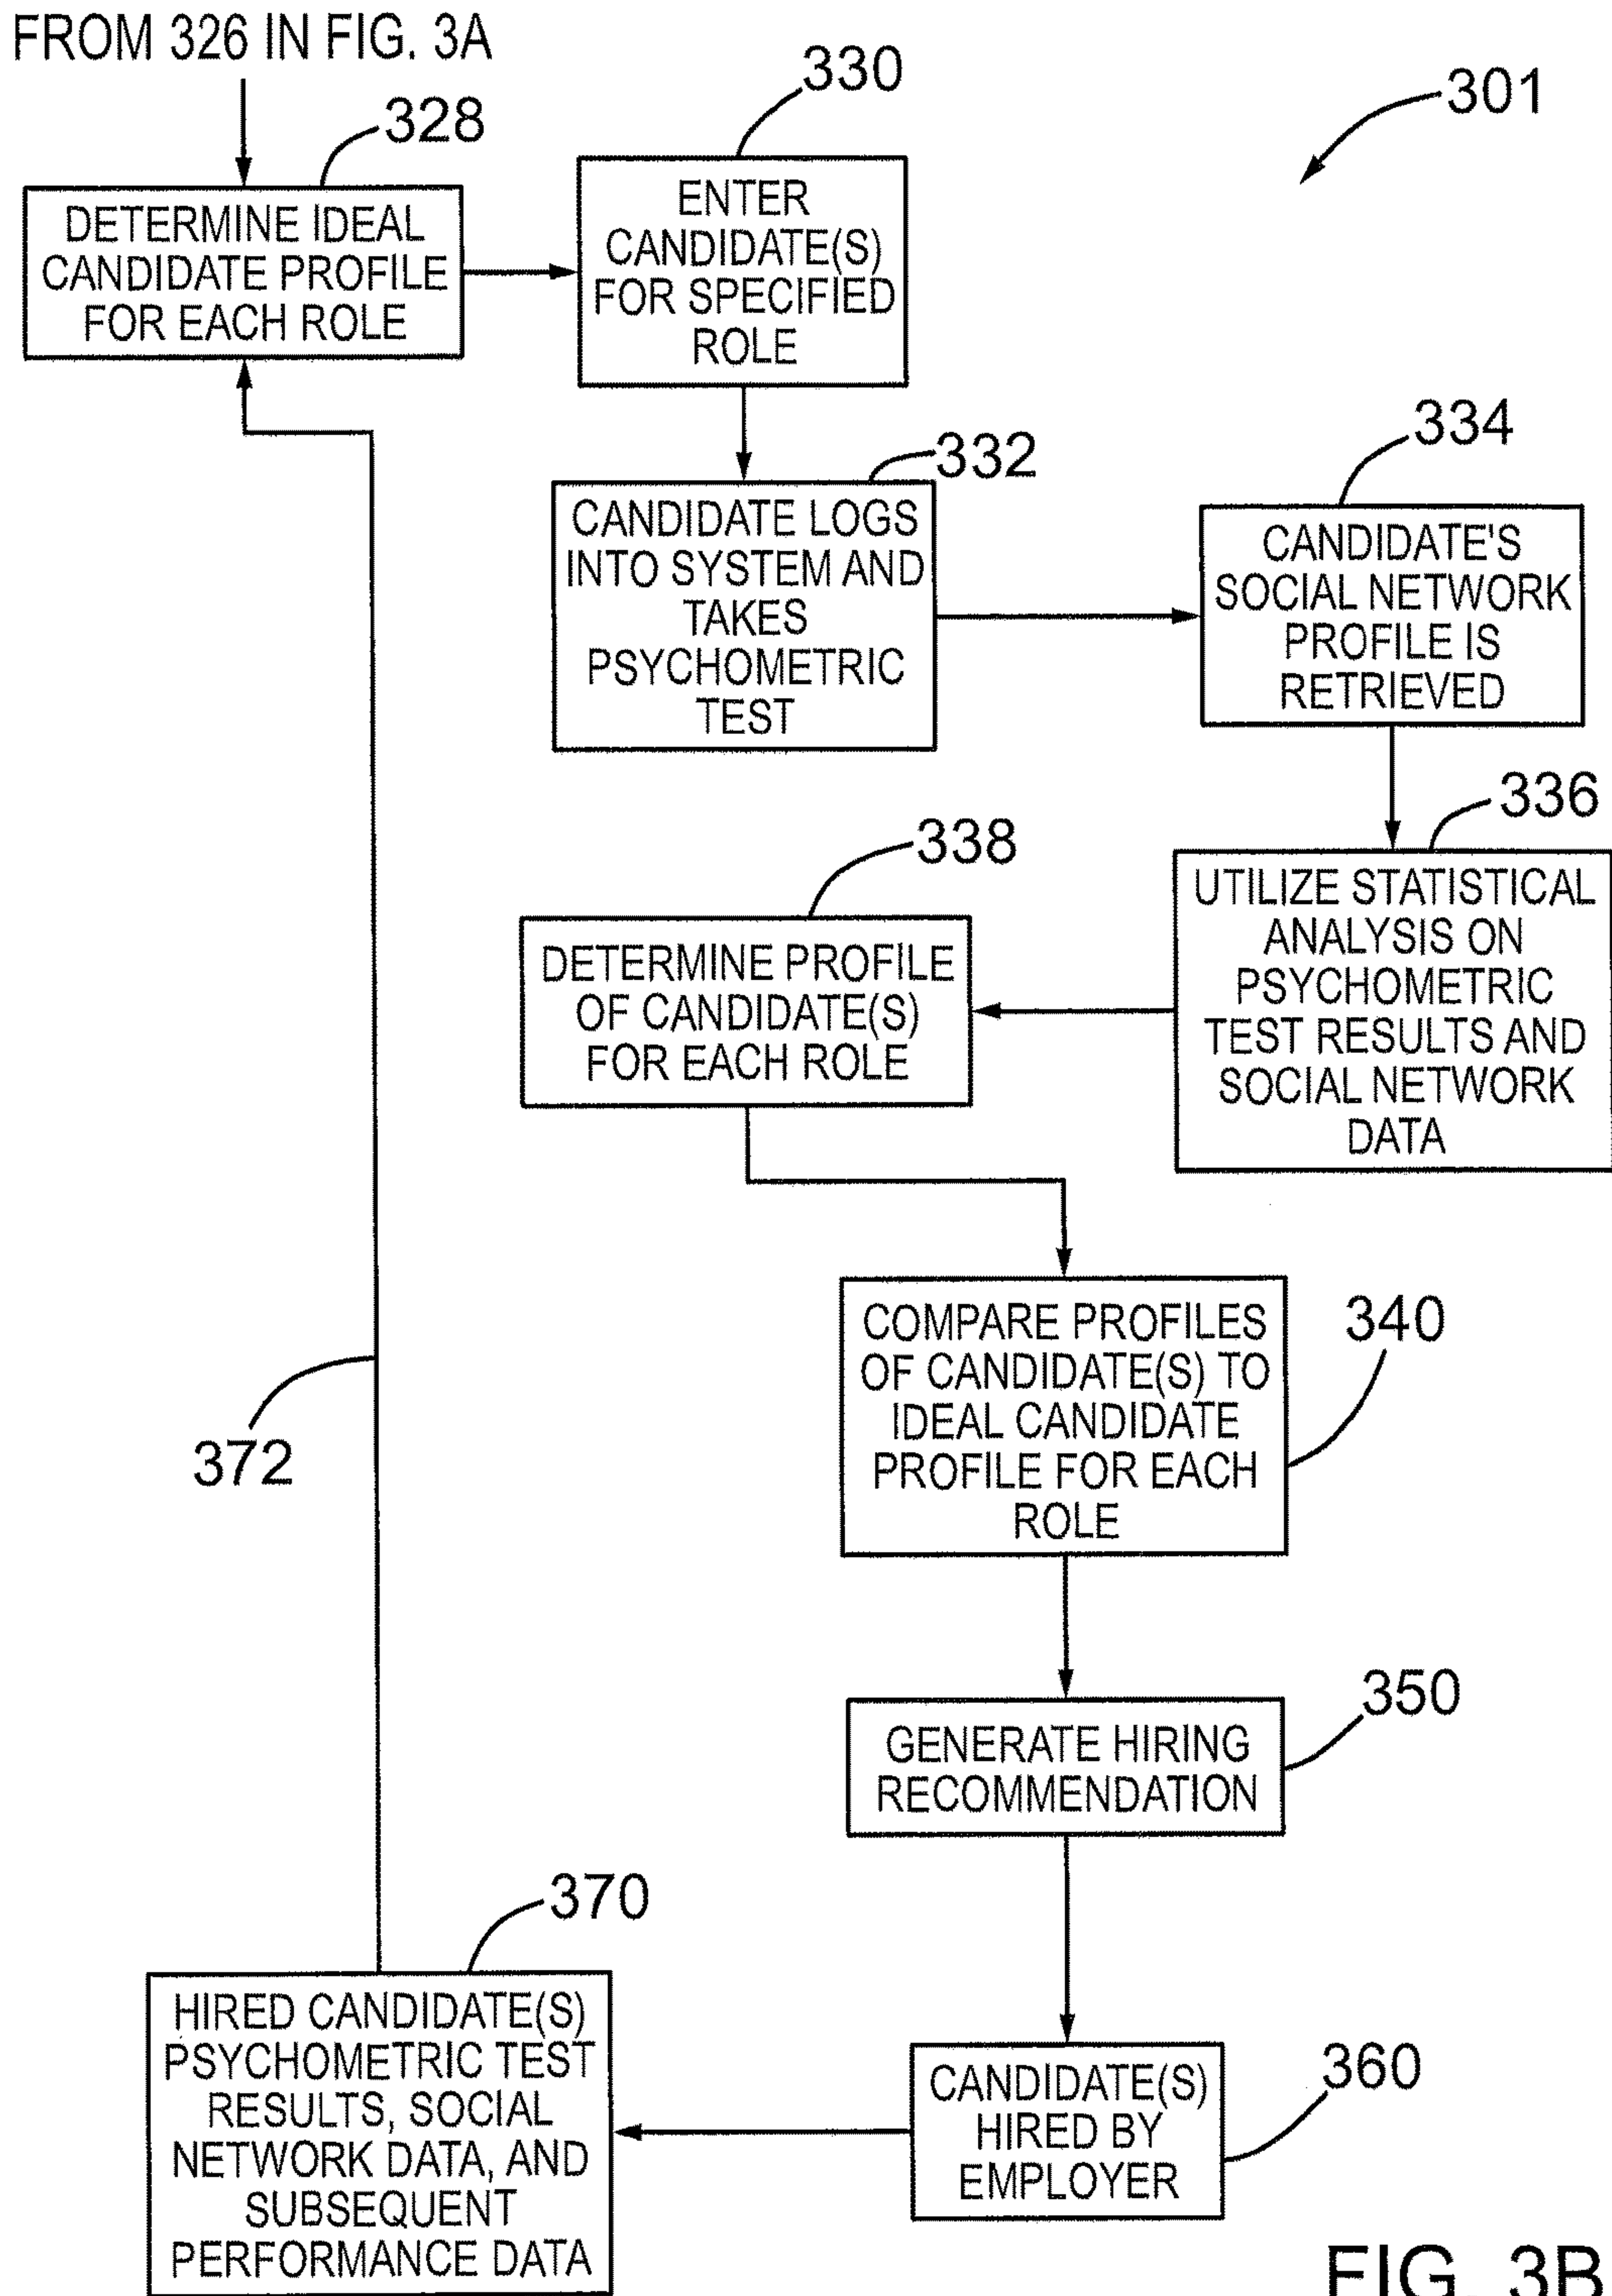 FROM 326 IN FIG. 3A
328
330
301
DETERMINE IDEAL
CANDIDATE PROFILE
FOR EACH ROLE
ENTER
CANDIDATE(S)
FOR SPECIFIED
ROLE
332
334
CANDIDATE LOGS
INTO SYSTEM AND
TAKES
PSYCHOMETRIC
TEST
CANDIDATE'S
SOCIAL NETWORK
PROFILE IS
RETRIEVED
336
338
UTILIZE STATISTICAL
ANALYSIS ON
PSYCHOMETRIC
TEST RESULTS AND
SOCIAL NETWORK
DATA
DETERMINE PROFILE
OF CANDIDATE(S)
FOR EACH ROLE
340
COMPARE PROFILES
OF CANDIDATE(S) TO
IDEAL CANDIDATE
PROFILE FOR EACH
ROLE
372
350
GENERATE HIRING
RECOMMENDATION
360
CANDIDATE(S)
HIRED BY
EMPLOYER
370
HIRED CANDIDATE(S)
PSYCHOMETRIC TEST
RESULTS, SOCIAL
NETWORK DATA, AND
SUBSEQUENT
PERFORMANCE DATA
FIG. 3B